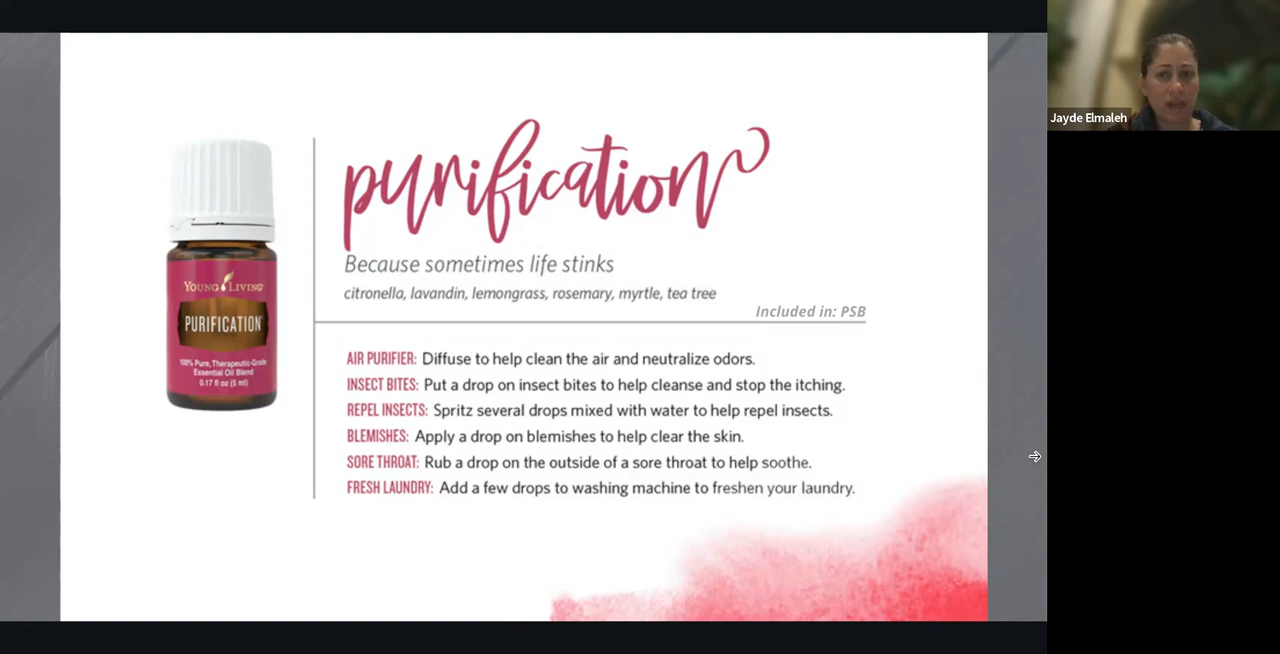 purification
Because sometimes life stinks
citronella, lavandin, lemongrass, rosemary, myrtle, tea tree
Included in: PSB
AIR PURIFIER: Diffuse to help clean the air and neutralize odors.
INSECT BITES: Put a drop on insect bites to help cleanse and stop the itching.
REPEL INSECTS: Spritz several drops mixed with water to help repel insects.
BLEMISHES: Apply a drop on blemishes to help clear the skin.
SORE THROAT: Rub a drop on the outside of a sore throat to help soothe.
FRESH LAUNDRY: Add a few drops to washing machine to freshen your laundry.
YOUNG LIVING
PURIFICATION
100% Pure, Therapeutic-Grade
Essential Oil Blend
0.17 fl oz (5 ml)
Jayde Elmaleh